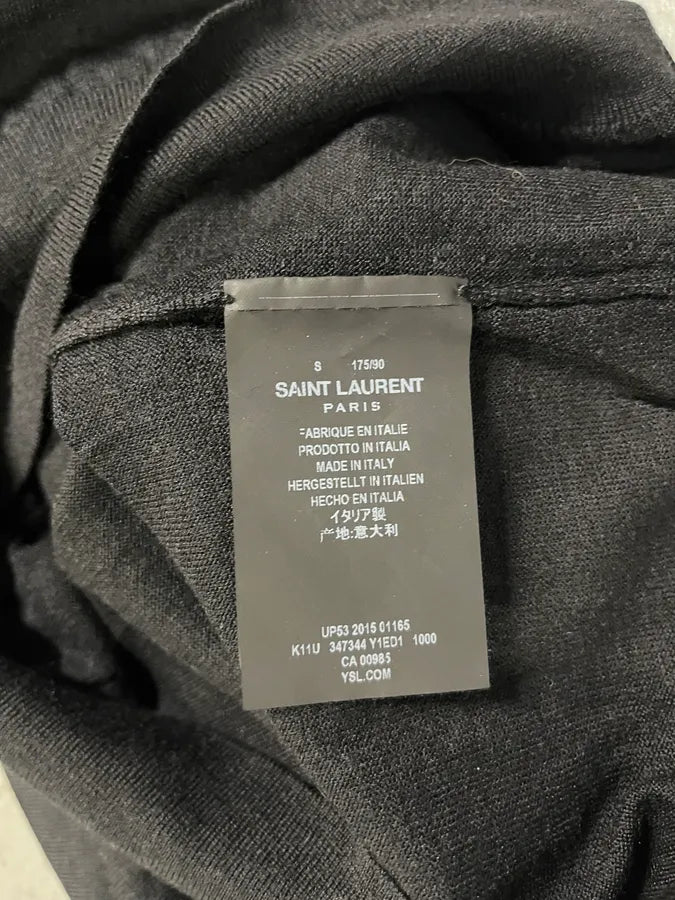 S 175/90
SAINT LAURENT
PARIS
FABRIQUE EN ITALIE
PRODOTTO IN ITALIA
MADE IN ITALY
HERGESTELLT IN ITALIEN
HECHO EN ITALIA
イタリア製
产地:意大利
UP53 2015 01165
K11U 347344 Y1ED1 1000
CA 00985
YSL.COM